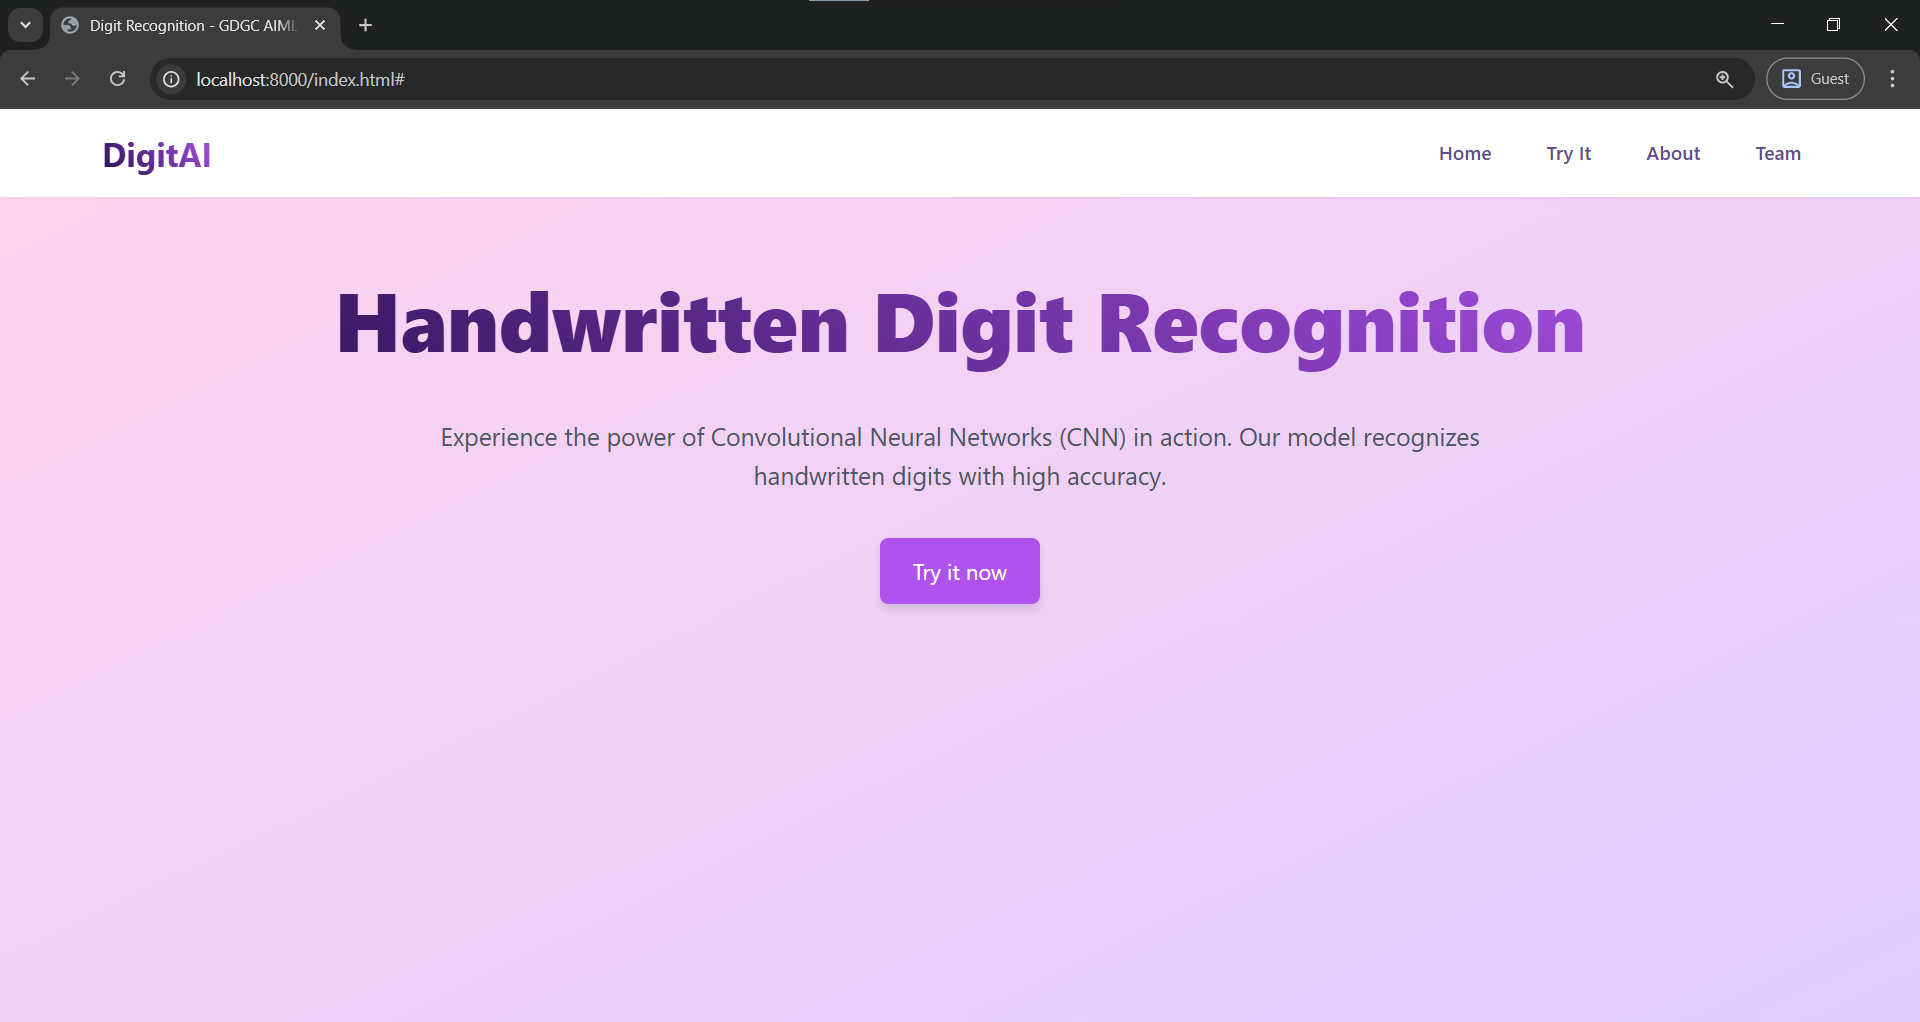 Digit Recognition - GDGC AIML
localhost:8000/index.html#
Guest
DigitAI
Home
Try It
About
Team
Handwritten Digit Recognition
Experience the power of Convolutional Neural Networks (CNN) in action. Our model recognizes
handwritten digits with high accuracy.
Try it now